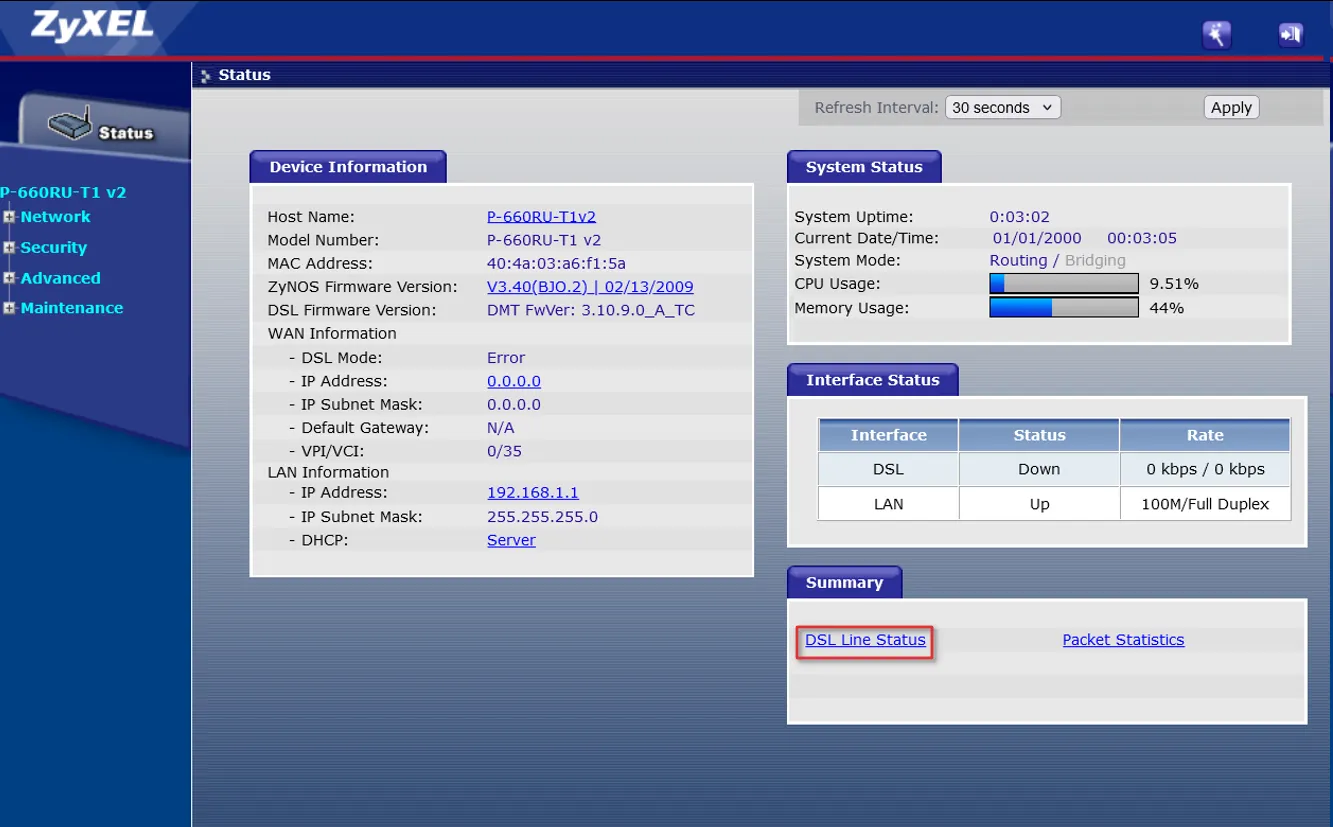 ZyXEL
Status
Status
Refresh Interval: 30 seconds Apply
P-660RU-T1 v2
Network
Security
Advanced
Maintenance
Device Information
Host Name: P-660RU-T1v2
Model Number: P-660RU-T1 v2
MAC Address: 40:4a:03:a6:f1:5a
ZyNOS Firmware Version: V3.40(BJO.2) | 02/13/2009
DSL Firmware Version: DMT FwVer: 3.10.9.0_A_TC
WAN Information
- DSL Mode: Error
- IP Address: 0.0.0.0
- IP Subnet Mask: 0.0.0.0
- Default Gateway: N/A
- VPI/VCI: 0/35
LAN Information
- IP Address: 192.168.1.1
- IP Subnet Mask: 255.255.255.0
- DHCP: Server
System Status
System Uptime: 0:03:02
Current Date/Time: 01/01/2000 00:03:05
System Mode: Routing / Bridging
CPU Usage: 9.51%
Memory Usage: 44%
Interface Status
Interface Status Rate
DSL Down 0 kbps / 0 kbps
LAN Up 100M/Full Duplex
Summary
DSL Line Status Packet Statistics